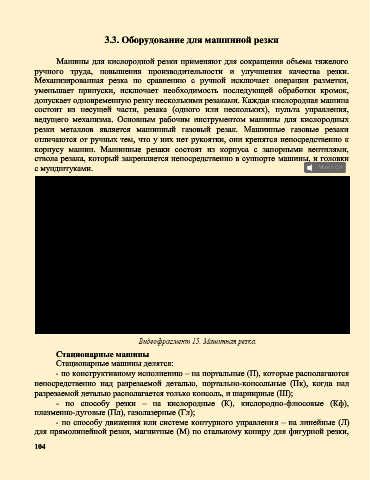 3.3. Оборудование для машинной резки
Машины для кислородной резки применяют для сокращения объема тяжелого
ручного труда, повышения производительности и улучшения качества резки.
Механизированная резка по сравнению с ручной исключает операции разметки,
уменьшает припуски, исключает необходимость последующей обработки кромок,
допускает одновременную резку несколькими резаками. Каждая кислородная машина
состоит из несущей части, резака (одного или нескольких), пульта управления,
ведущего механизма. Основным рабочим инструментом машины для кислородных
резки металлов является машинный газовый резак. Машинные газовые резаки
отличаются от ручных тем, что у них нет рукоятки, они крепятся непосредственно к
корпусу машин. Машинные резаки состоят из корпуса с запорными вентилями,
ствола резака, который закрепляется непосредственно в суппорте машины, и головки
с мундштуками.
Видеофрагмент 15. Машинная резка.
Стационарные машины
Стационарные машины делятся:
- по конструктивному исполнению – на портальные (П), которые располагаются
непосредственно над разрезаемой деталью, портально-консольные (Пк), когда над
разрезаемой деталью располагается только консоль, и шарнирные (Ш);
- по способу резки – на кислородные (К), кислородно-флюсовые (Кф),
плазменно-дуговые (Пл), газолазерные (Гл);
- по способу движения или системе контурного управления – на линейные (Л)
для прямолинейной резки, магнитные (М) по стальному копиру для фигурной резки,
104